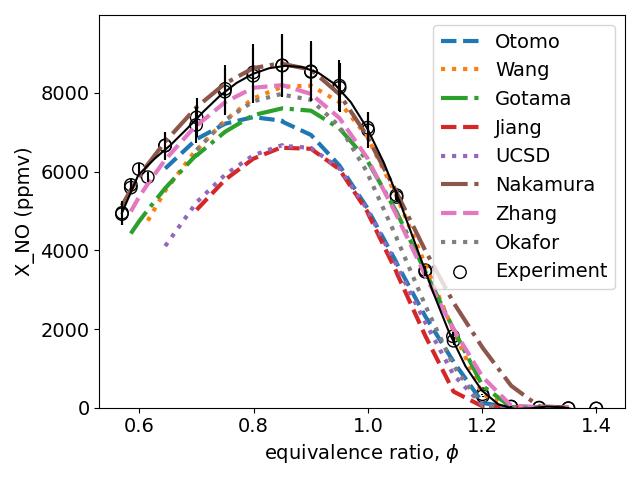 X_NO (ppmv)
8000
6000
4000
2000
0
0.6
0.8
1.0
1.2
1.4
equivalence ratio, ϕ
Otomo
Wang
Gotama
Jiang
UCSD
Nakamura
Zhang
Okafor
Experiment